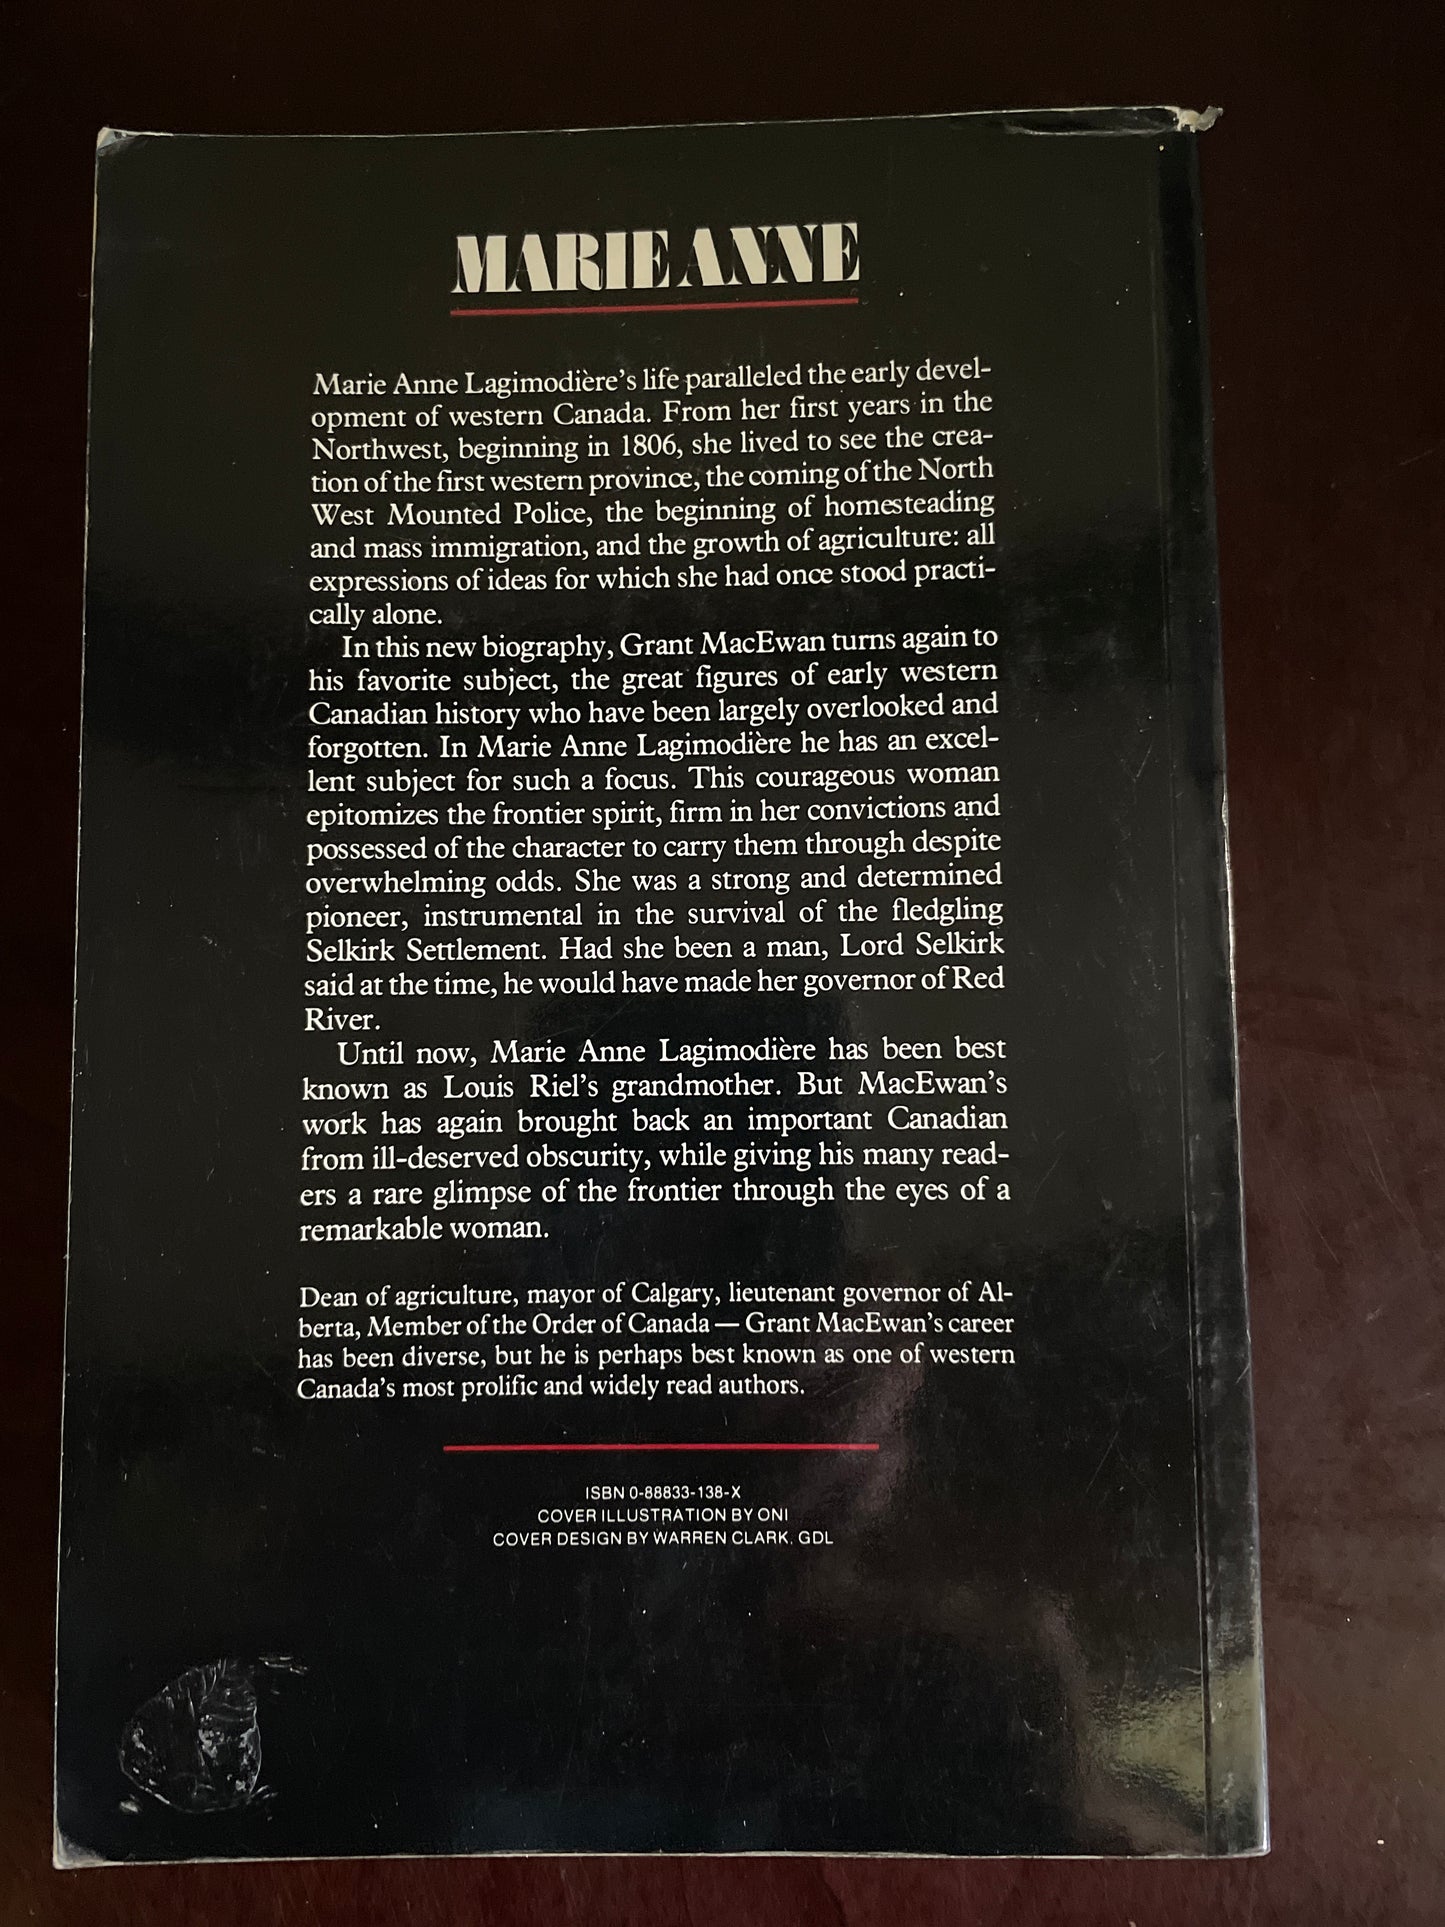 MARIE ANNE
Marie Anne Lagimodière's life paralleled the early devel-
opment of western Canada. From her first years in the
Northwest, beginning in 1806, she lived to see the crea-
tion of the first western province, the coming of the North
West Mounted Police, the beginning of homesteading
and mass immigration, and the growth of agriculture: all
expressions of ideas for which she had once stood practi-
cally alone.
In this new biography, Grant MacEwan turns again to
his favorite subject, the great figures of early western
Canadian history who have been largely overlooked and
forgotten. In Marie Anne Lagimodière he has an excel-
lent subject for such a focus. This courageous woman
epitomizes the frontier spirit, firm in her convictions and
possessed of the character to carry them through despite
overwhelming odds. She was a strong and determined
pioneer, instrumental in the survival of the fledgling
Selkirk Settlement. Had she been a man, Lord Selkirk
said at the time, he would have made her governor of Red
River.
Until now, Marie Anne Lagimodière has been best
known as Louis Riel's grandmother. But MacEwan's
work has again brought back an important Canadian
from ill-deserved obscurity, while giving his many read-
ers a rare glimpse of the frontier through the eyes of a
remarkable woman.
Dean of agriculture, mayor of Calgary, lieutenant governor of Al-
berta, Member of the Order of Canada — Grant MacEwan's career
has been diverse, but he is perhaps best known as one of western
Canada's most prolific and widely read authors.
ISBN 0-88833-138-X
COVER ILLUSTRATION BY ONI
COVER DESIGN BY WARREN CLARK, GDL